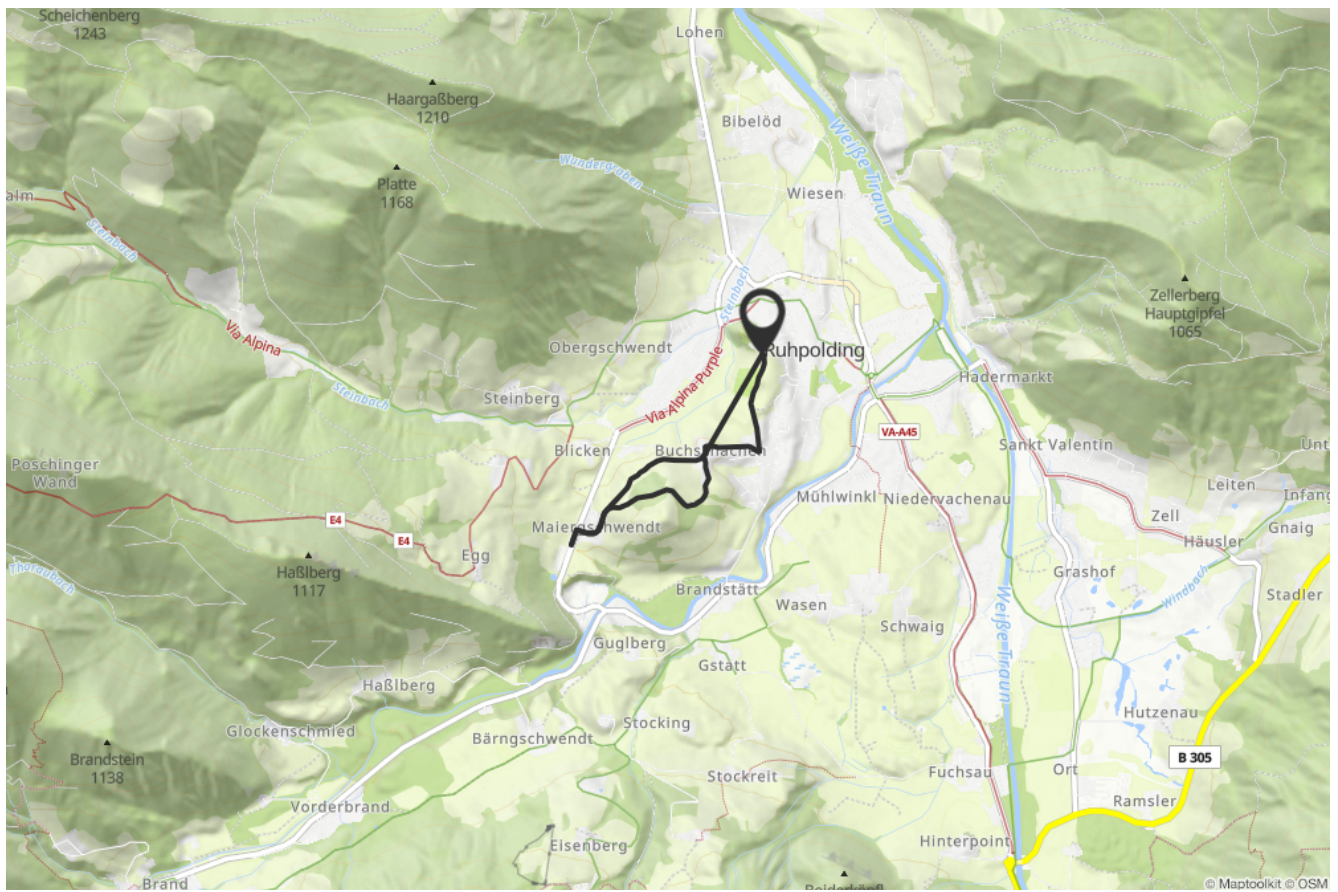 Scheichenberg
1243
Lohen
Haargaßberg
1210
Bibelöd
Weiße Traun
Wundergraben
Platte
1168
Wiesen
alm
Steinbach
Steinbach
Zellerberg
Hauptgipfel
1065
Via Alpina
Obergschwendt
Ruhpolding
Hadermarkt
Steinbach
Via Alpina Purple
Steinberg
VA-A45
Sankt Valentin
Blicken
Buchschachen
Unt
Poschinger
Wand
Leiten
Infang
Mühlwinkl
Niedervachenau
E4
Maiergschwendt
Zell
Gnaig
E4
Egg
Häusler
Haßlberg
1117
Thoraubach
Grashof
Windbach
Brandstätt
Stadler
Wasen
Schwaig
Guglberg
Weiße Traun
Gstatt
Haßlberg
Hutzenau
Stocking
Glockenschmied
Bärngschwendt
Brandstein
1138
B 305
Stockreit
Fuchsau
Ort
Vorderbrand
Ramsler
Eisenberg
Hinterpoint
Brand
© Maptoolkit © OSM